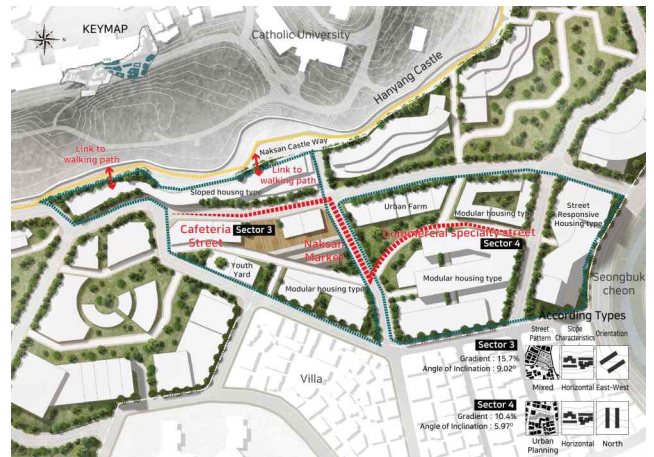 KEYMAP
N
Catholic University
Hanyang Castle
Naksan Castle Way
Link to
walking path
Link to
walking path
Sloped housng type
Urban Farm
Modular housing type
Street
Responsive
Housing type
Cafeteria
Street
Sector 3
Naksan
Market
Commercial specialty street
Sector 4
Youth
Yard
Modular housing type
Modular housing type
Seongbuk
cheon
Villa
According Types
Street
Pattern
Slope
Characteristics
Orientation
Sector 3
Gradient : 15.7%
Angle of Inclination : 9.02º
Mixed
Horizontal
East-West
Sector 4
Gradient : 10.4%
Angle of Inclination : 5.97º
Urban
Planning
Horizontal
North